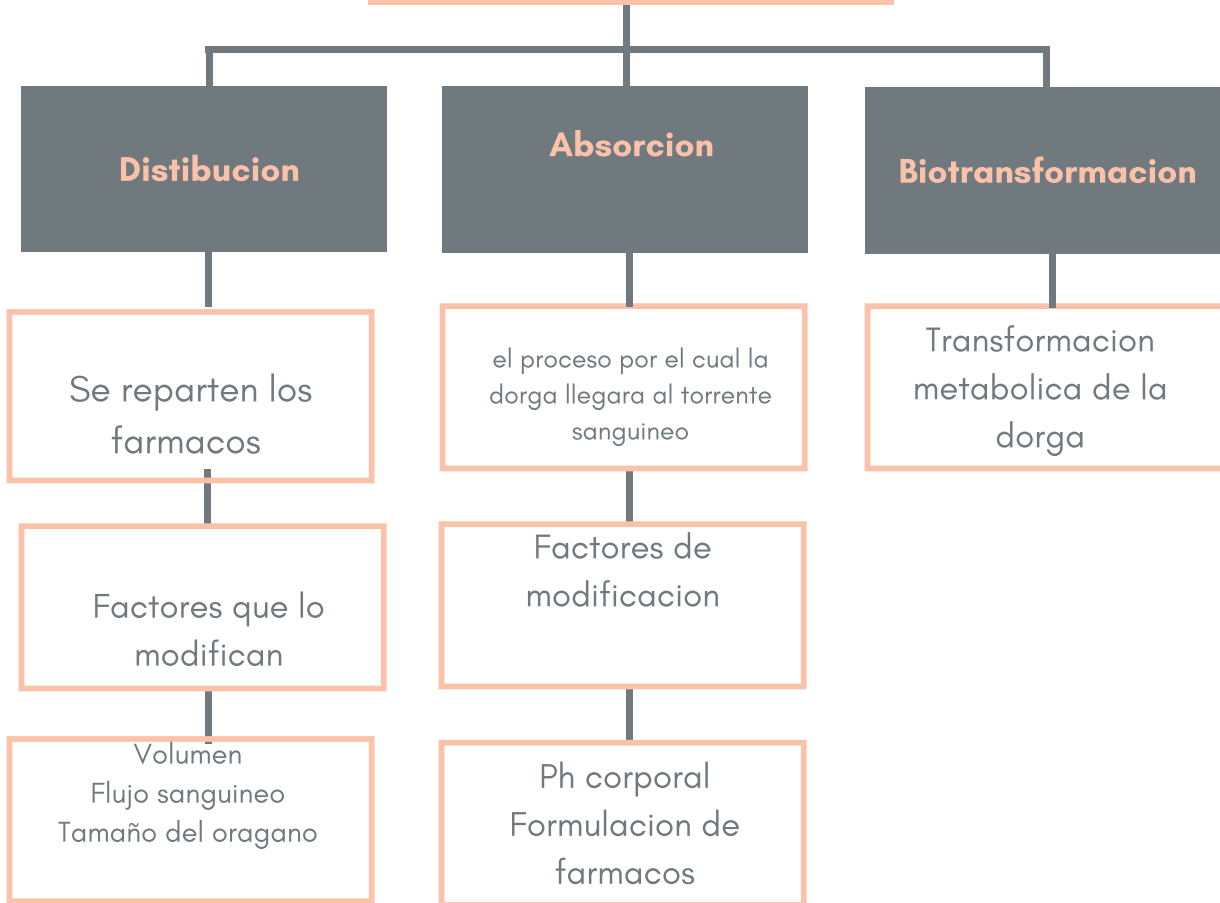 Distibucion
Se reparten los
farmacos
Factores que lo
modifican
Volumen
Flujo sanguineo
Tamaño del oragano
Absorcion
el proceso por el cual la
dorga llegara al torrente
sanguineo
Factores de
modificacion
Ph corporal
Formulacion de
farmacos
Biotransformacion
Transformacion
metabolica de la
dorga